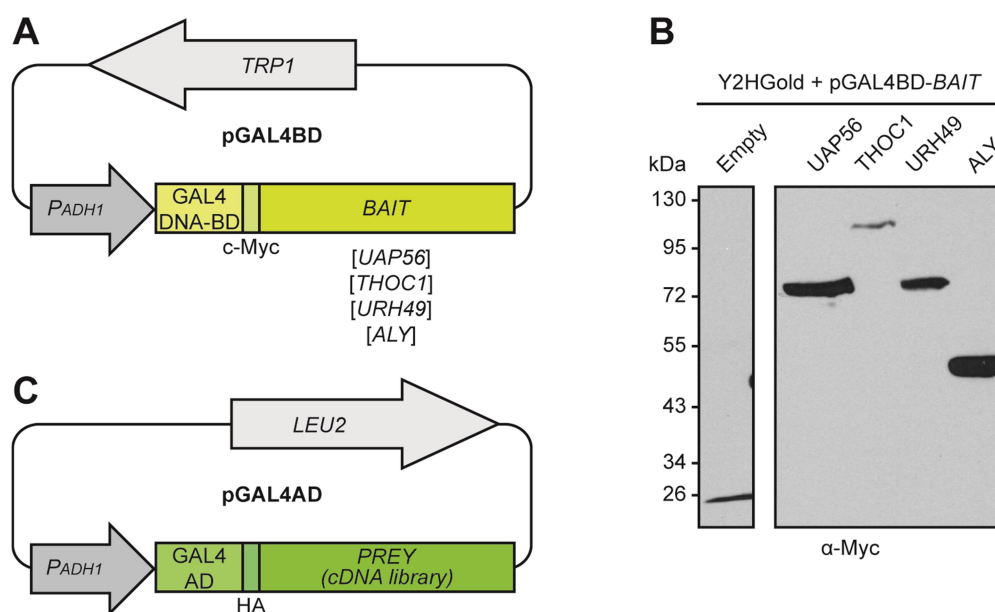 A
TRP1
pGAL4BD
PADH1
GAL4
DNA-BD
BAIT
c-Myc
[UAP56]
[THOC1]
[URH49]
[ALY]
B
Y2HGold + pGAL4BD-BAIT
kDa
Empty
UAP56
THOC1
URH49
ALY
130
95
72
55
43
34
26
α-Myc
C
LEU2
pGAL4AD
PADH1
GAL4
AD
PREY
(cDNA library)
HA